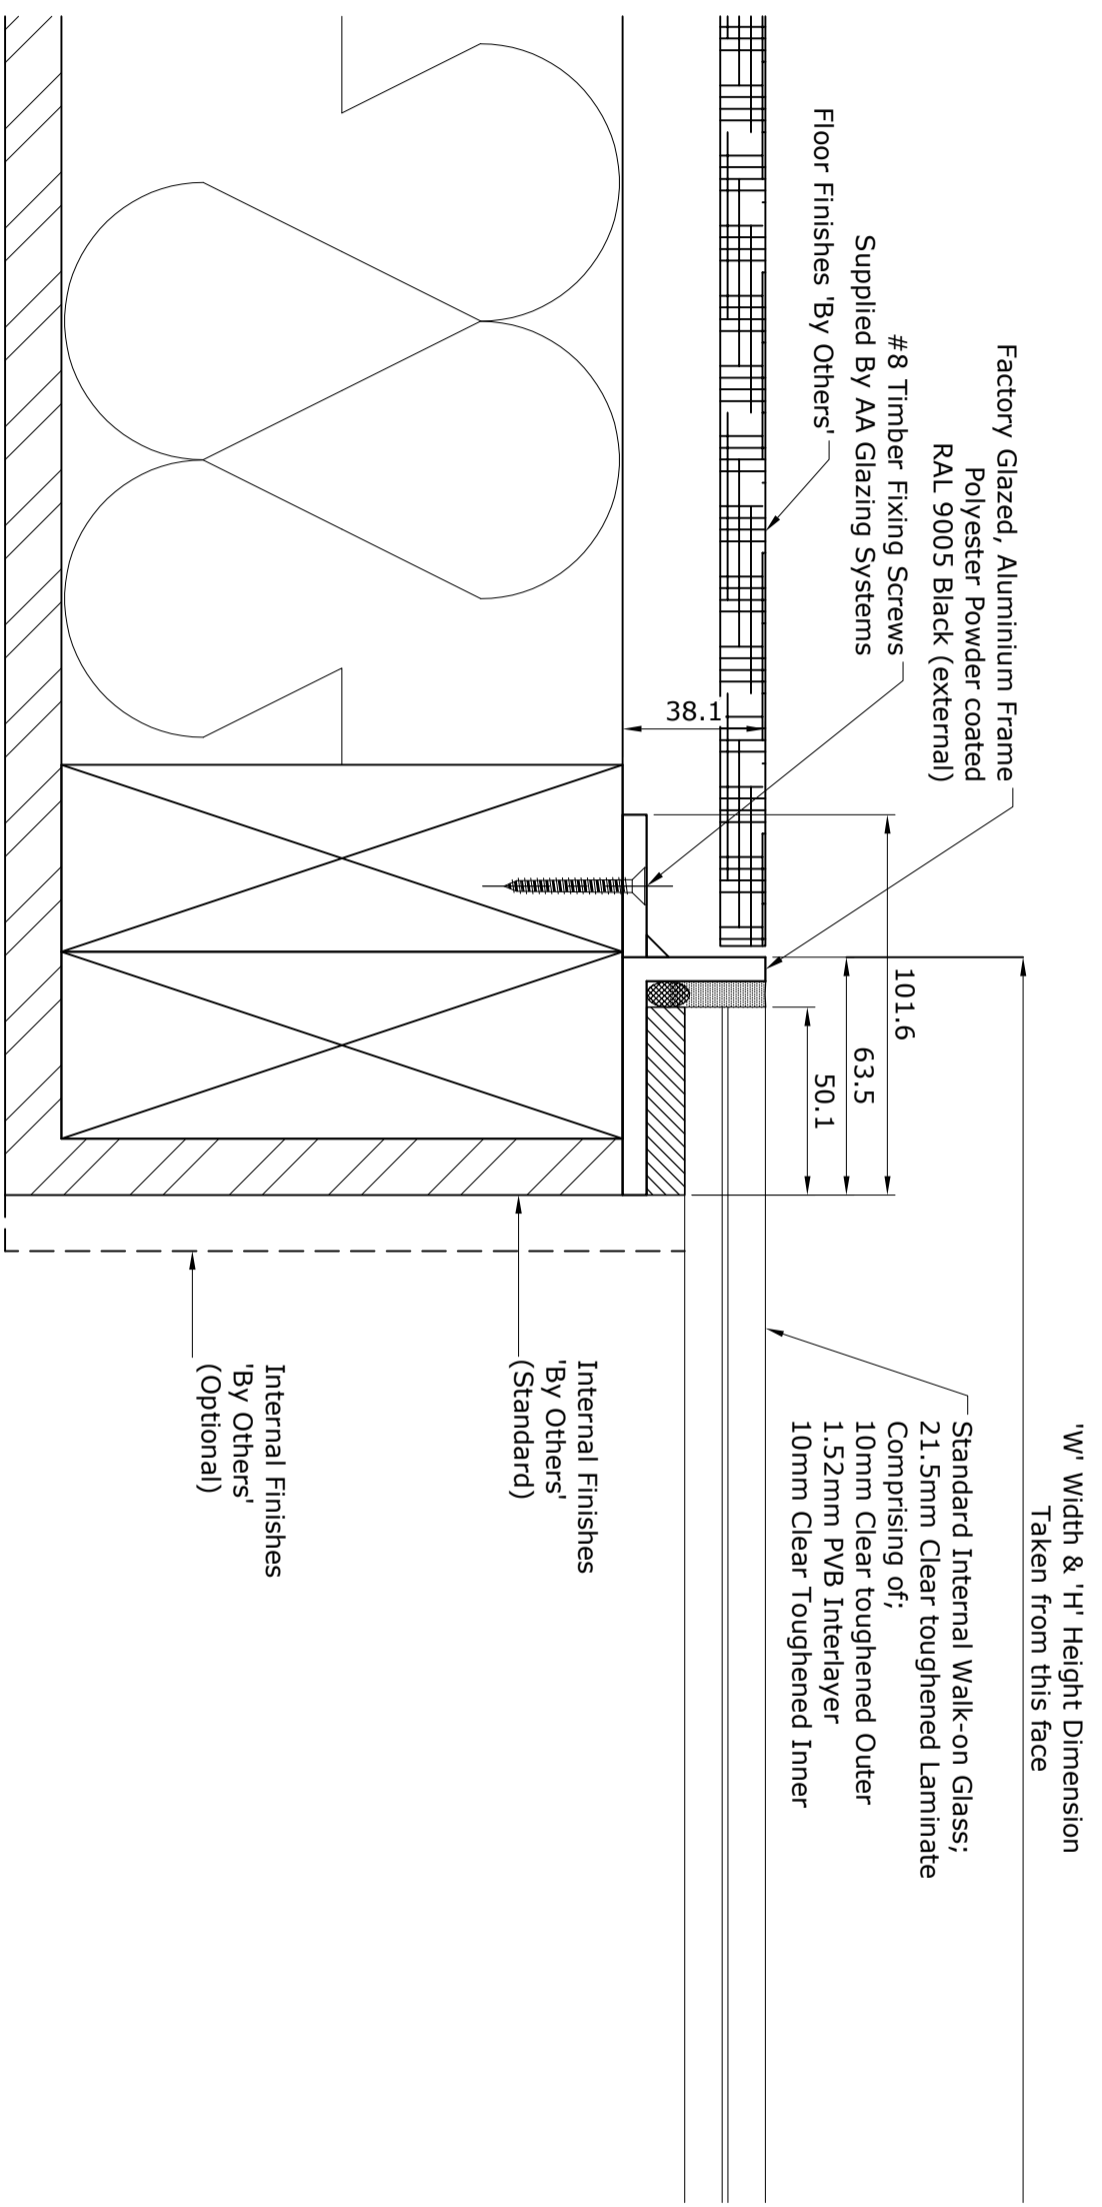 'W' Width & 'H' Height Dimension
Taken from this face
Factory Glazed, Aluminium Frame
Polyester Powder coated
RAL 9005 Black (external)
#8 Timber Fixing Screws
Supplied By AA Glazing Systems
Floor Finishes 'By Others'
Standard Internal Walk-on Glass;
21.5mm Clear toughened Laminate
Comprising of;
10mm Clear toughened Outer
1.52mm PVB Interlayer
10mm Clear Toughened Inner
101.6
63.5
50.1
38.1
Internal Finishes
'By Others'
(Standard)
Internal Finishes
'By Others'
(Optional)